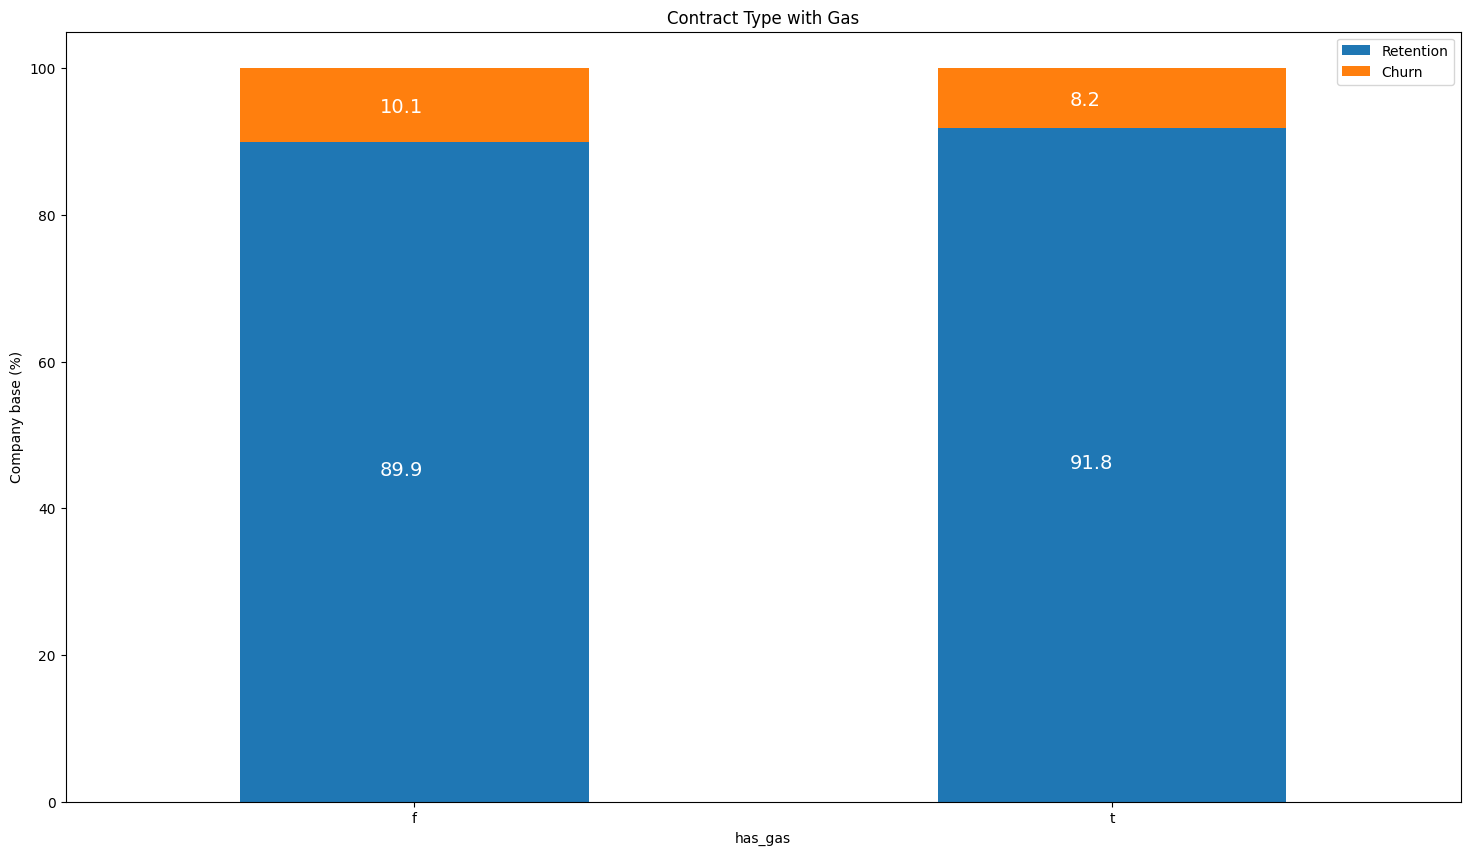 Contract Type with Gas
Retention
Churn
Company base (%)
100
80
60
40
20
0
10.1
8.2
89.9
91.8
f
t
has_gas